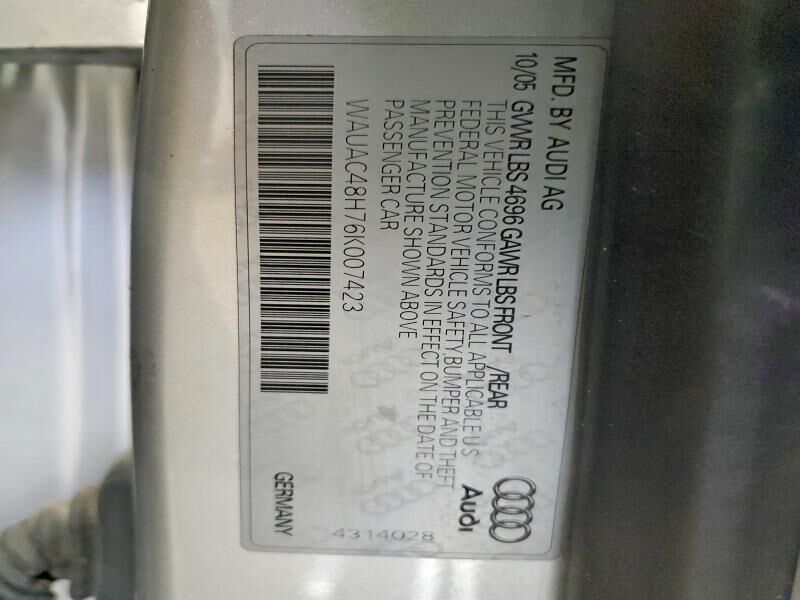 MFD. BY AUDI AG
10/05 GVWR LBS 4696 GAWR LBS FRONT /REAR
THIS VEHICLE CONFORMS TO ALL APPLICABLE U S
FEDERAL MOTOR VEHICLE SAFETY,BUMPER AND THEFT
PREVENTION STANDARDS IN EFFECT ON THE DATE OF
MANUFACTURE SHOWN ABOVE
PASSENGER CAR
WAUAC48H76K007423
Audi
4314028
GERMANY